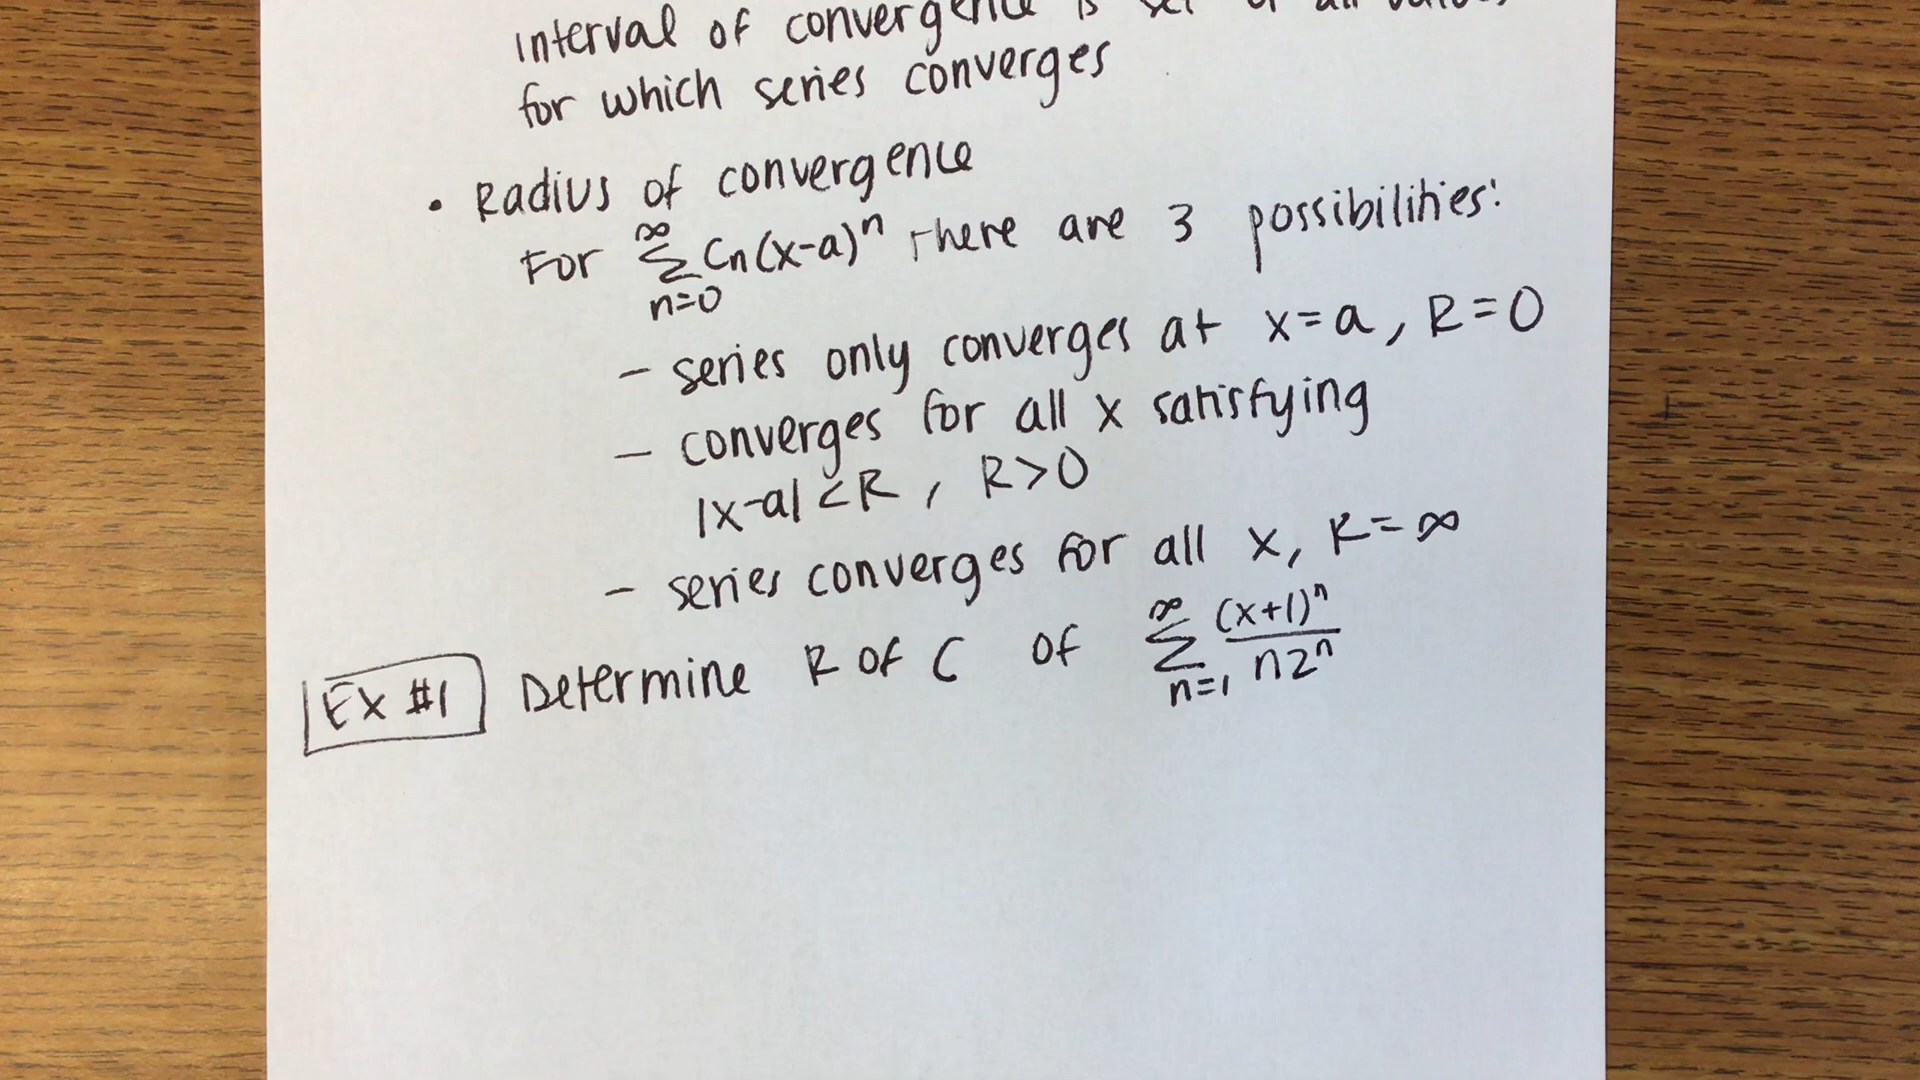 interval of convergence is set of all values
for which series converges
• Radius of convergence
For ∞∑n=0 Cn(x-a)ⁿ there are 3 possibilities:
- series only converges at x=a, R=0
- converges for all x satisfying
|x-a|<R, R>0
- series converges for all x, R=∞
EX #1 Determine R of C of ∞∑n=1 (x+1)ⁿ/n2ⁿ